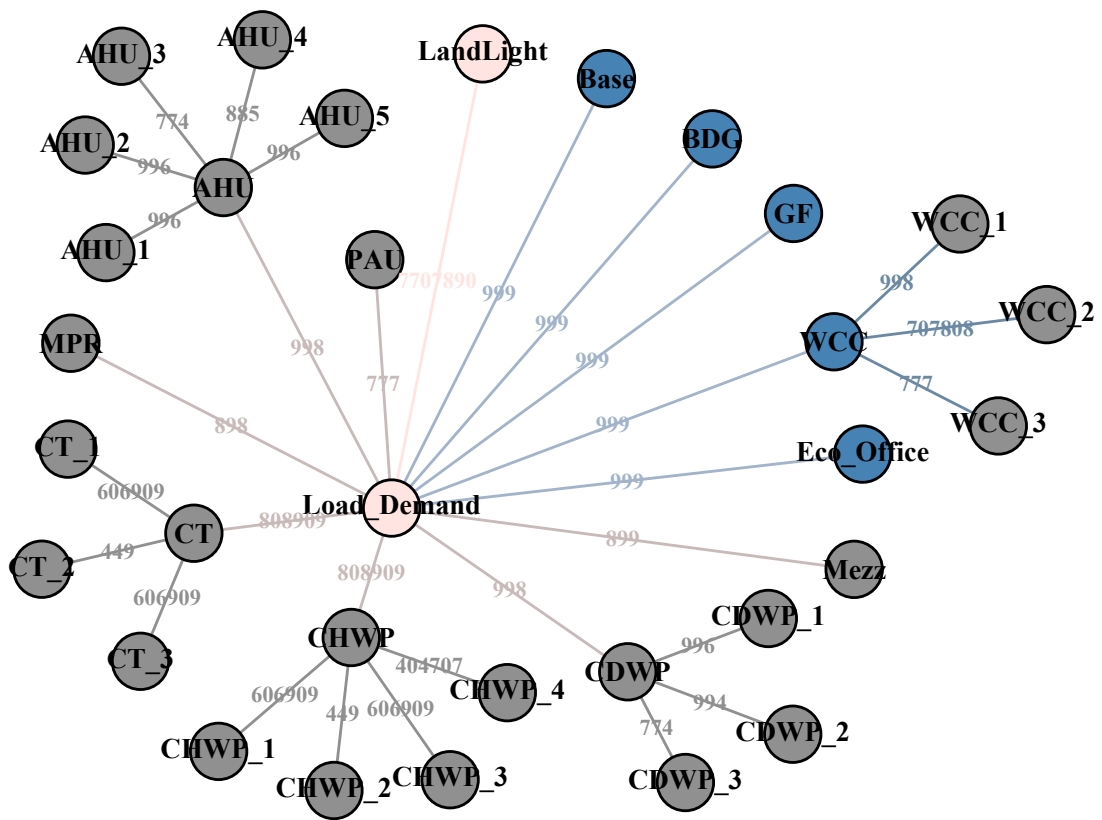 AHU_4
AHU_3
LandLight
Base
AHU_5
885
774
AHU_2
BDG
996
996
AHU
996
GF
WCC_1
AHU_1
PAU
7707890
998
999
WCC_2
999
707808
MPR
WCC
998
999
777
777
898
999
WCC_3
CT_1
Eco_Office
999
606909
Load_Demand
808909
CT
899
449
CT_2
Mezz
808909
998
606909
CDWP_1
CHWP
996
CT_3
404707
CDWP
CHWP_4
606909
449
606909
994
774
CDWP_2
CHWP_1
CHWP_3
CDWP_3
CHWP_2